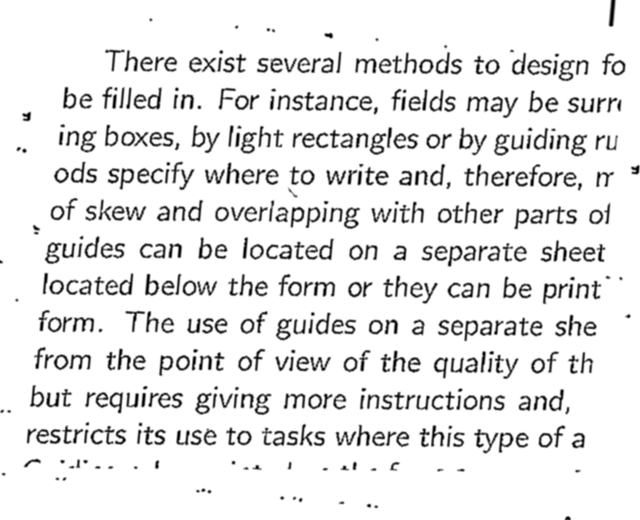 There exist several methods to design fo
be filled in. For instance, fields may be surr
ing boxes, by light rectangles or by guiding ru
ods specify where to write and, therefore, m
of skew and overlapping with other parts of
guides can be located on a separate sheet
located below the form or they can be print
form. The use of guides on a separate she
from the point of view of the quality of th
but requires giving more instructions and,
restricts its use to tasks where this type of a